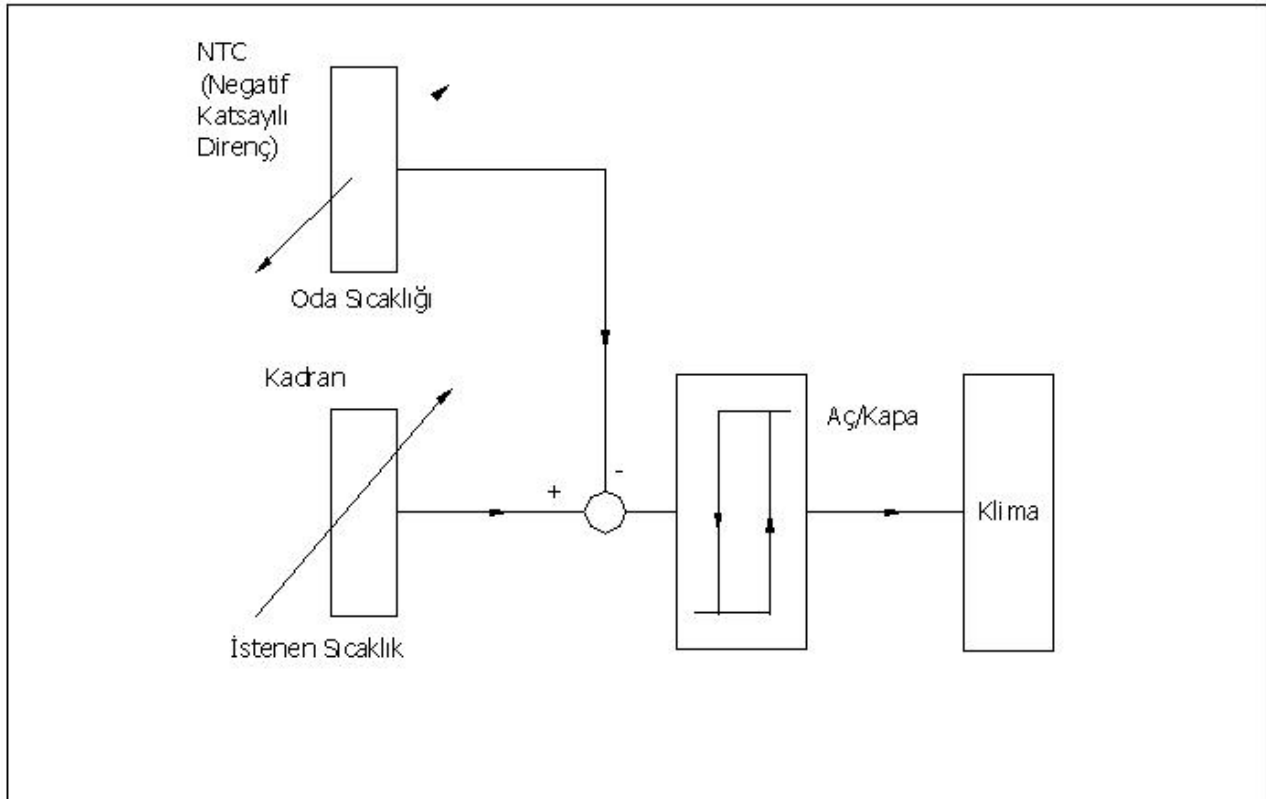 NTC
(Negatif
Katsayılı
Direnç)
Oda Sıcaklığı
Kadran
İstenen Sıcaklık
+
-
Aç/Kapa
Klima